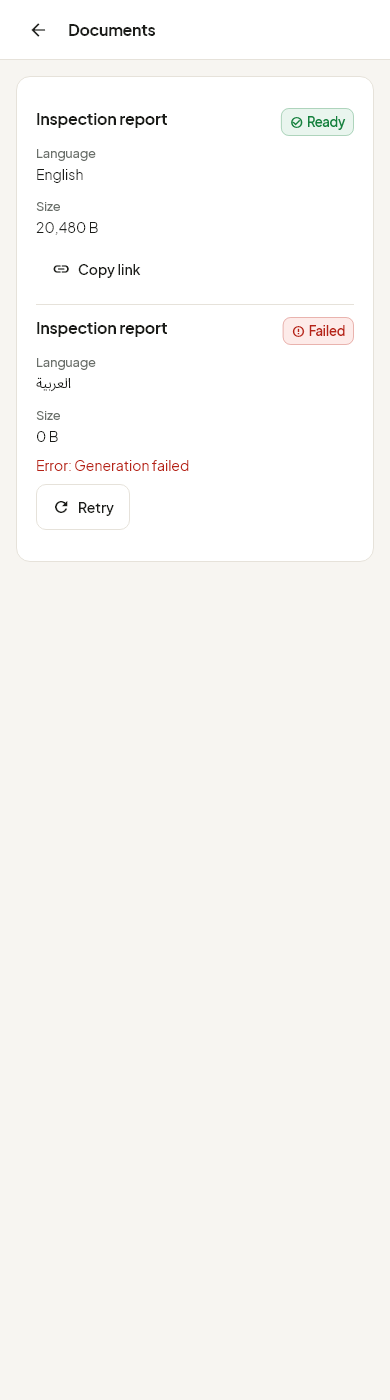 Documents
Inspection report
Ready
Language
English
Size
20,480 B
Copy link
Inspection report
Failed
Language
العربية
Size
0 B
Error: Generation failed
Retry